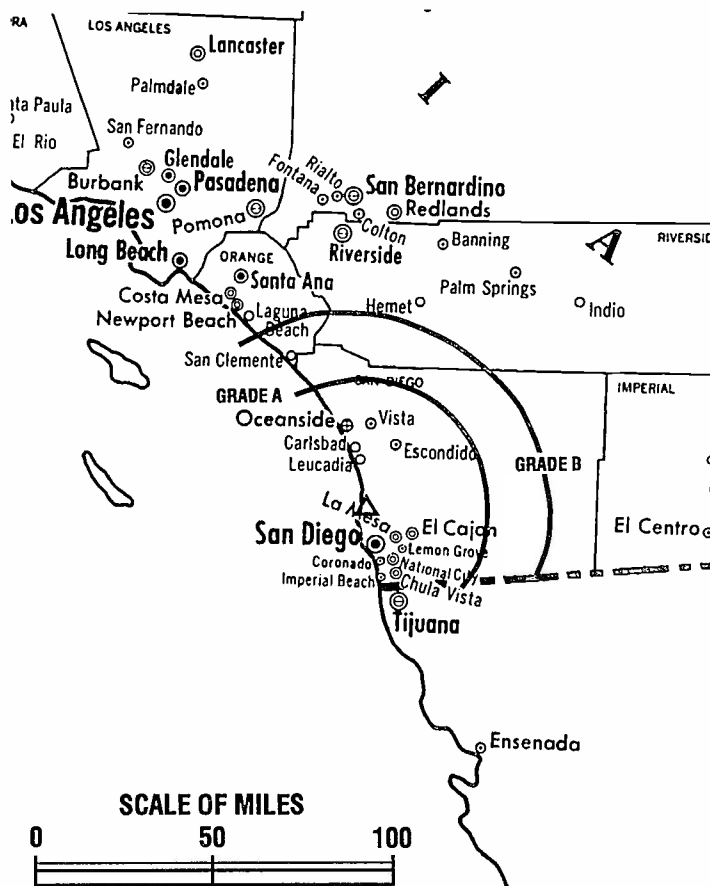 LOS ANGELES
Lancaster
Palmdale
nta Paula
San Fernando
El Rio
Glendale
Burbank
Pasadena
Los Angeles
Pomona
Fontana
Rialto
San Bernardino
Colton
Redlands
Riverside
Banning
RIVERSID
Long Beach
ORANGE
Santa Ana
Palm Springs
Costa Mesa
Laguna Beach
Newport Beach
Hemet
Indio
San Clemente
SAN DIEGO
IMPERIAL
GRADE A
Oceanside
Vista
Carlsbad
Escondido
Leucadia
GRADE B
La Mesa
El Cajon
El Centro
San Diego
Lemon Grove
Coronado
National City
Imperial Beach
Chula Vista
Tijuana
Ensenada
SCALE OF MILES
0 50 100
I
A